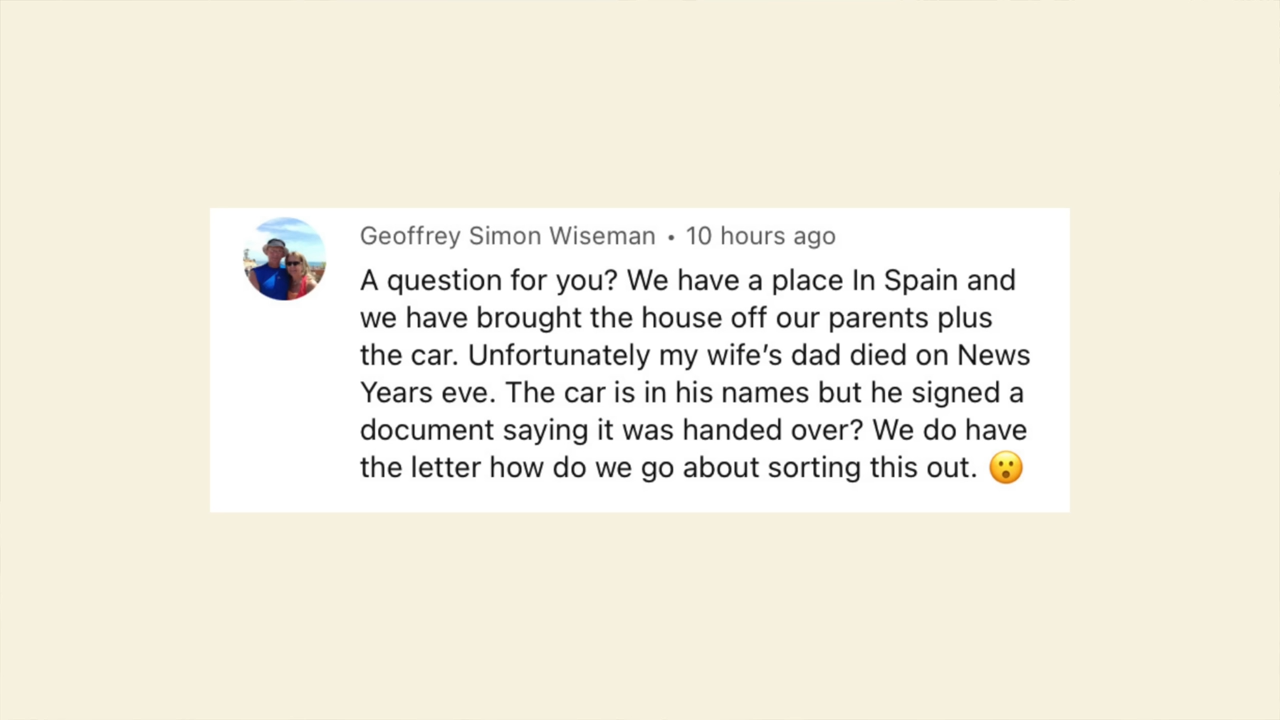 Geoffrey Simon Wiseman • 10 hours ago
A question for you? We have a place In Spain and
we have brought the house off our parents plus
the car. Unfortunately my wife’s dad died on News
Years eve. The car is in his names but he signed a
document saying it was handed over? We do have
the letter how do we go about sorting this out. 😮